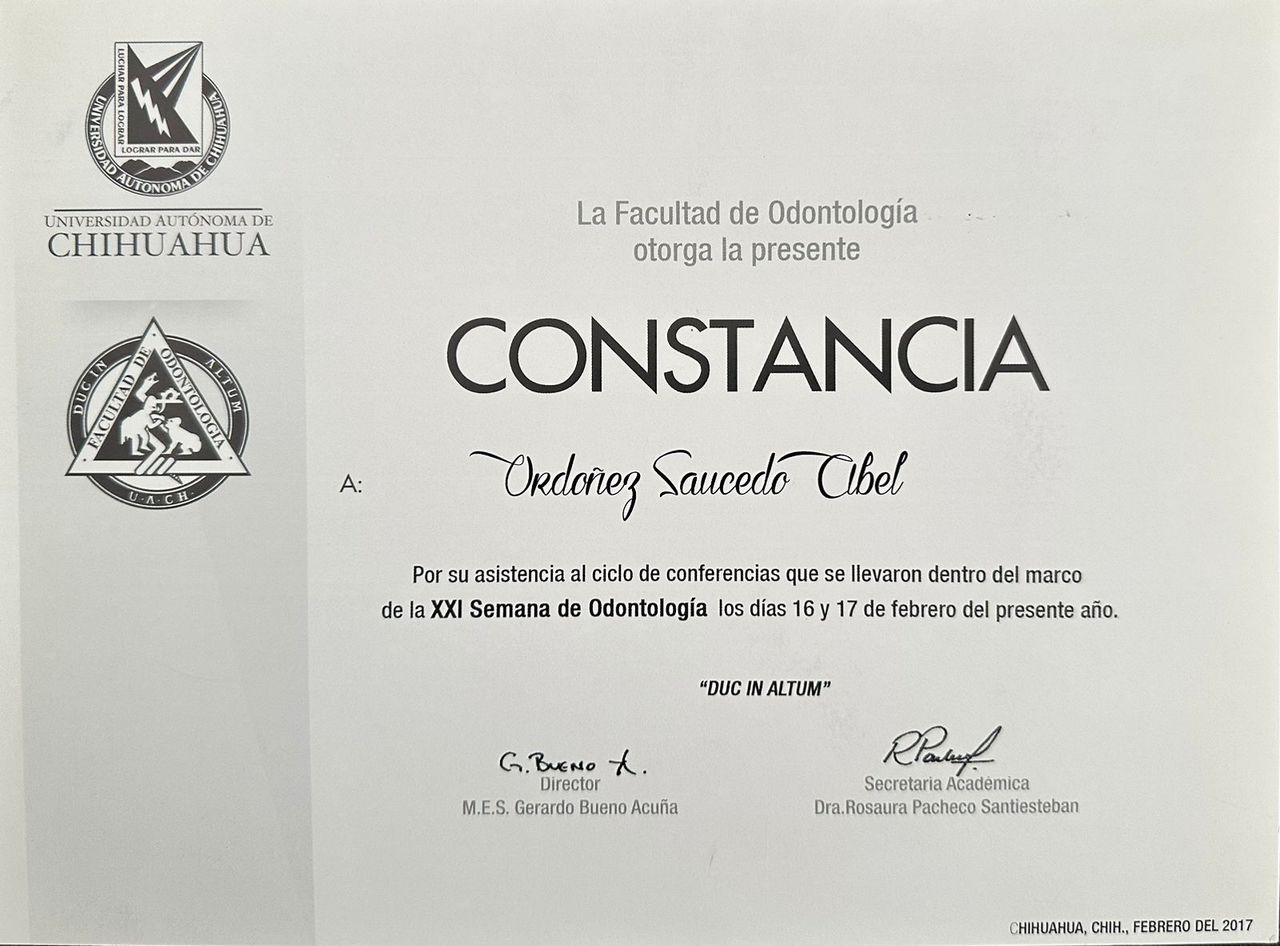 LUCHAR PARA LOGRAR
LOGRAR PARA DAR
UNIVERSIDAD AUTONOMA DE CHIHUAHUA
UNIVERSIDAD AUTÓNOMA DE
CHIHUAHUA
DUC IN ALTUM
FACULTAD DE ODONTOLOGIA
U·A·CH·
La Facultad de Odontología
otorga la presente
CONSTANCIA
A: Ordoñez Saucedo Abel
Por su asistencia al ciclo de conferencias que se llevaron dentro del marco
de la XXI Semana de Odontología los días 16 y 17 de febrero del presente año.
“DUC IN ALTUM”
G. BUENO A.
Director
M.E.S. Gerardo Bueno Acuña
Secretaria Académica
Dra.Rosaura Pacheco Santiesteban
CHIHUAHUA, CHIH., FEBRERO DEL 2017